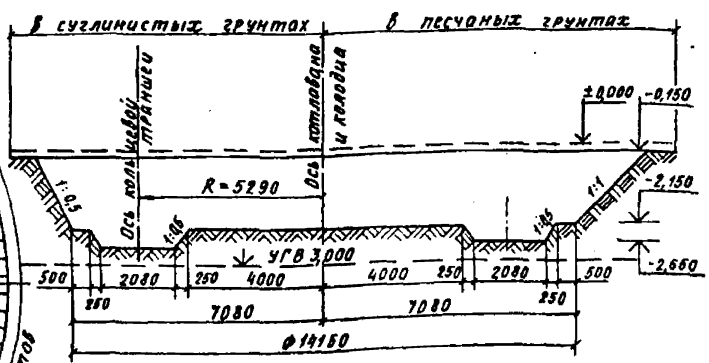 в суглинистых грунтах
в песчаных грунтах
Ось кольцевой
траншеи
Ось котлована
и колодца
±0,000
-0,150
1:0,5
R=5290
1:1
-2,150
1:0,5
1:0,5
УГВ 3,000
-2,660
500
250
2080
250
4000
4000
250
2080
250
500
7080
7080
ф14160